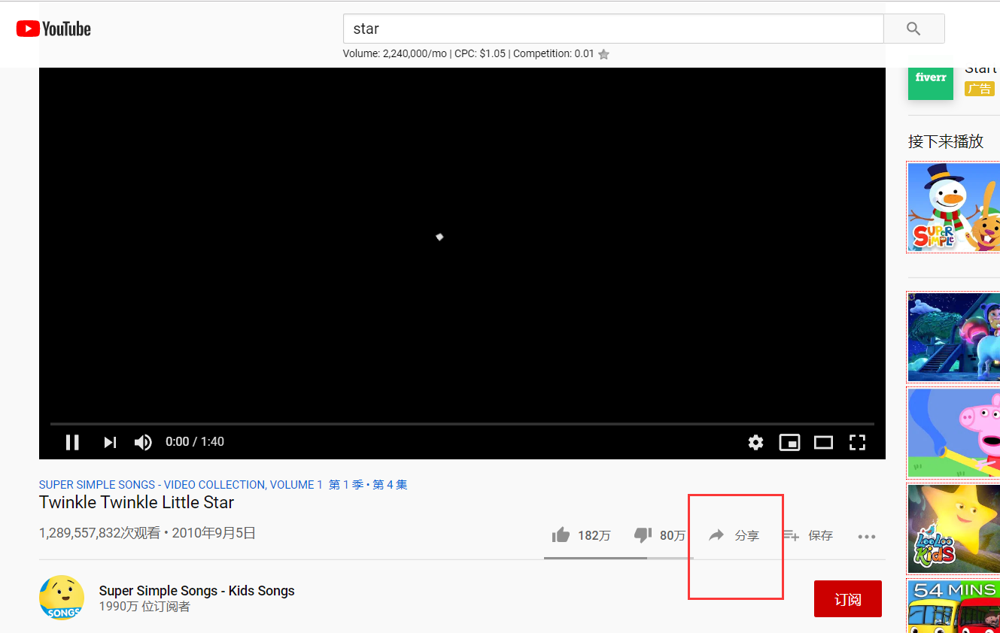 YouTube
star
Volume: 2,240,000/mo | CPC: $1.05 | Competition: 0.01
Start
fiverr
广告
接下来播放
SUPER SIMPLE
0:00 / 1:40
SUPER SIMPLE SONGS - VIDEO COLLECTION, VOLUME 1 第 1 季 • 第 4 集
Twinkle Twinkle Little Star
1,289,557,832次观看 • 2010年9月5日
182万
80万
分享
保存
LooLoo KiDS
Super Simple Songs - Kids Songs
1990万 位订阅者
SONGS
订阅
54 MINS